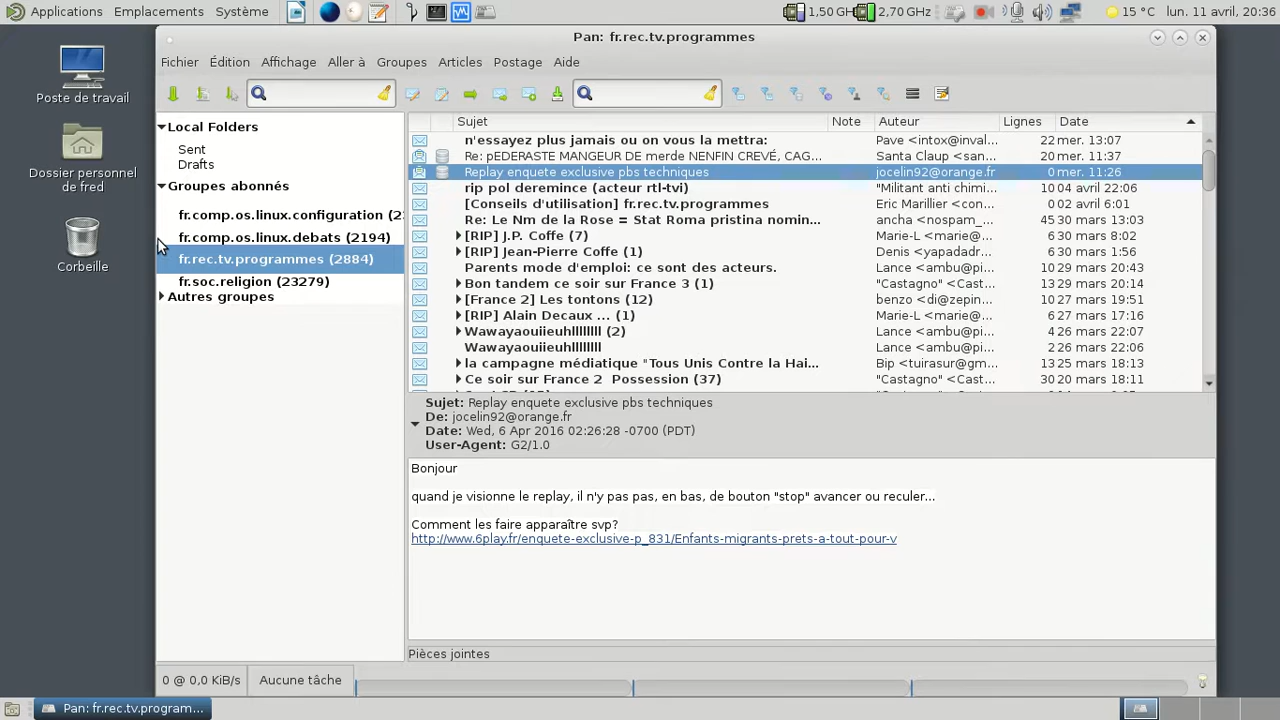 Applications Emplacements Système 1,50 GH 2,70 GHz 15 °C lun. 11 avril, 20:36
Pan: fr.rec.tv.programmes
Fichier Édition Affichage Aller à Groupes Articles Postage Aide
Poste de travail
Dossier personnel
de fred
Corbeille
Local Folders
Sent
Drafts
Groupes abonnés
fr.comp.os.linux.configuration
fr.comp.os.linux.debats (2194)
fr.rec.tv.programmes (2884)
fr.soc.religion (23279)
Autres groupes
Sujet Note Auteur Lignes Date
n'essayez plus jamais ou on vous la mettra: Pave <intox@inval... 22 mer. 13:07
Re: pEDERASTE MANGEUR DE merde NENFIN CREVÉ, CAG... Santa Claup <san... 20 mer. 11:37
Replay enquete exclusive pbs techniques jocelin92@orange.fr 0 mer. 11:26
rip pol deremince (acteur rtl-tvi) "Militant anti chimi... 10 04 avril 22:06
[Conseils d'utilisation] fr.rec.tv.programmes Eric Marillier <con... 0 02 avril 6:01
Re: Le Nm de la Rose = Stat Roma pristina nomin... ancha <nospam_... 45 30 mars 13:03
[RIP] J.P. Coffe (7) Marie-L <marie@... 8 30 mars 9:36
[RIP] Jean-Pierre Coffe (1) Denis <yapadadr... 6 30 mars 1:56
Parents mode d'emploi: ce sont des acteurs. Lance <ambu@pi... 9 29 mars 20:43
Bon tandem ce soir sur France 3 (1) Lance <ambu@pi... 13 29 mars 20:14
[France 2] Les tontons (12) benzo <di@zepin... 10 27 mars 19:51
[RIP] Alain Decaux ... (1) Marie-L <marie@... 6 27 mars 17:16
Wawayaouiieuhllllllll (2) Lance <ambu@pi... 4 26 mars 22:07
Wawayaouiieuhllllllll Lance <ambu@pi... 2 26 mars 22:06
la campagne médiatique "Tous Unis Contre la Hai... Bip <tuirasur@gm... 13 25 mars 18:13
Ce soir sur France 2 Possession (37) "Castagno" <Cast... 30 20 mars 18:11
Sujet: Replay enquete exclusive pbs techniques
De: jocelin92@orange.fr
Date: Wed, 6 Apr 2016 02:26:28 -0700 (PDT)
User-Agent: G2/1.0
Bonjour
quand je visionne le replay, il n'y pas pas, en bas, de bouton "stop" avancer ou reculer...
Comment les faire apparaître svp?
http://www.6play.fr/enquete-exclusive-p_831/Enfants-migrants-prets-a-tout-pour-v
Pièces jointes
0 @ 0,0 KiB/s Aucune tâche
Pan: fr.rec.tv.program...